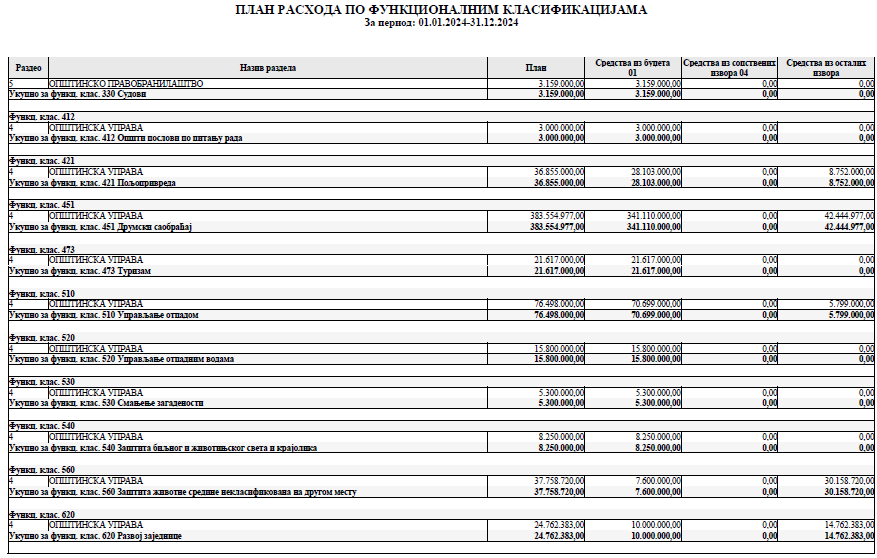 ПЛАН РАСХОДА ПО ФУНКЦИОНАЛНИМ КЛАСИФИКАЦИЈАМА
За период: 01.01.2024-31.12.2024
Раздео Назив раздела План Средства из буџета 01 Средства из сопствених извора 04 Средства из осталих извора
5 ОПШТИНСКО ПРАВОБРАНИЛАШТВО 3.159.000,00 3.159.000,00 0,00 0,00
Укупно за функц. клас. 330 Судови 3.159.000,00 3.159.000,00 0,00 0,00
Функц. клас. 412
4 ОПШТИНСКА УПРАВА 3.000.000,00 3.000.000,00 0,00 0,00
Укупно за функц. клас. 412 Општи послови по питању рада 3.000.000,00 3.000.000,00 0,00 0,00
Функц. клас. 421
4 ОПШТИНСКА УПРАВА 36.855.000,00 28.103.000,00 0,00 8.752.000,00
Укупно за функц. клас. 421 Пољопривреда 36.855.000,00 28.103.000,00 0,00 8.752.000,00
Функц. клас. 451
4 ОПШТИНСКА УПРАВА 383.554.977,00 341.110.000,00 0,00 42.444.977,00
Укупно за функц. клас. 451 Друмски саобраћај 383.554.977,00 341.110.000,00 0,00 42.444.977,00
Функц. клас. 473
4 ОПШТИНСКА УПРАВА 21.617.000,00 21.617.000,00 0,00 0,00
Укупно за функц. клас. 473 Туризам 21.617.000,00 21.617.000,00 0,00 0,00
Функц. клас. 510
4 ОПШТИНСКА УПРАВА 76.498.000,00 70.699.000,00 0,00 5.799.000,00
Укупно за функц. клас. 510 Управљање отпадом 76.498.000,00 70.699.000,00 0,00 5.799.000,00
Функц. клас. 520
4 ОПШТИНСКА УПРАВА 15.800.000,00 15.800.000,00 0,00 0,00
Укупно за функц. клас. 520 Управљање отпадним водама 15.800.000,00 15.800.000,00 0,00 0,00
Функц. клас. 530
4 ОПШТИНСКА УПРАВА 5.300.000,00 5.300.000,00 0,00 0,00
Укупно за функц. клас. 530 Смањење загађености 5.300.000,00 5.300.000,00 0,00 0,00
Функц. клас. 540
4 ОПШТИНСКА УПРАВА 8.250.000,00 8.250.000,00 0,00 0,00
Укупно за функц. клас. 540 Заштита биљног и животињског света и крајолика 8.250.000,00 8.250.000,00 0,00 0,00
Функц. клас. 560
4 ОПШТИНСКА УПРАВА 37.758.720,00 7.600.000,00 0,00 30.158.720,00
Укупно за функц. клас. 560 Заштита животне средине некласификована на другом месту 37.758.720,00 7.600.000,00 0,00 30.158.720,00
Функц. клас. 620
4 ОПШТИНСКА УПРАВА 24.762.383,00 10.000.000,00 0,00 14.762.383,00
Укупно за функц. клас. 620 Развој заједнице 24.762.383,00 10.000.000,00 0,00 14.762.383,00